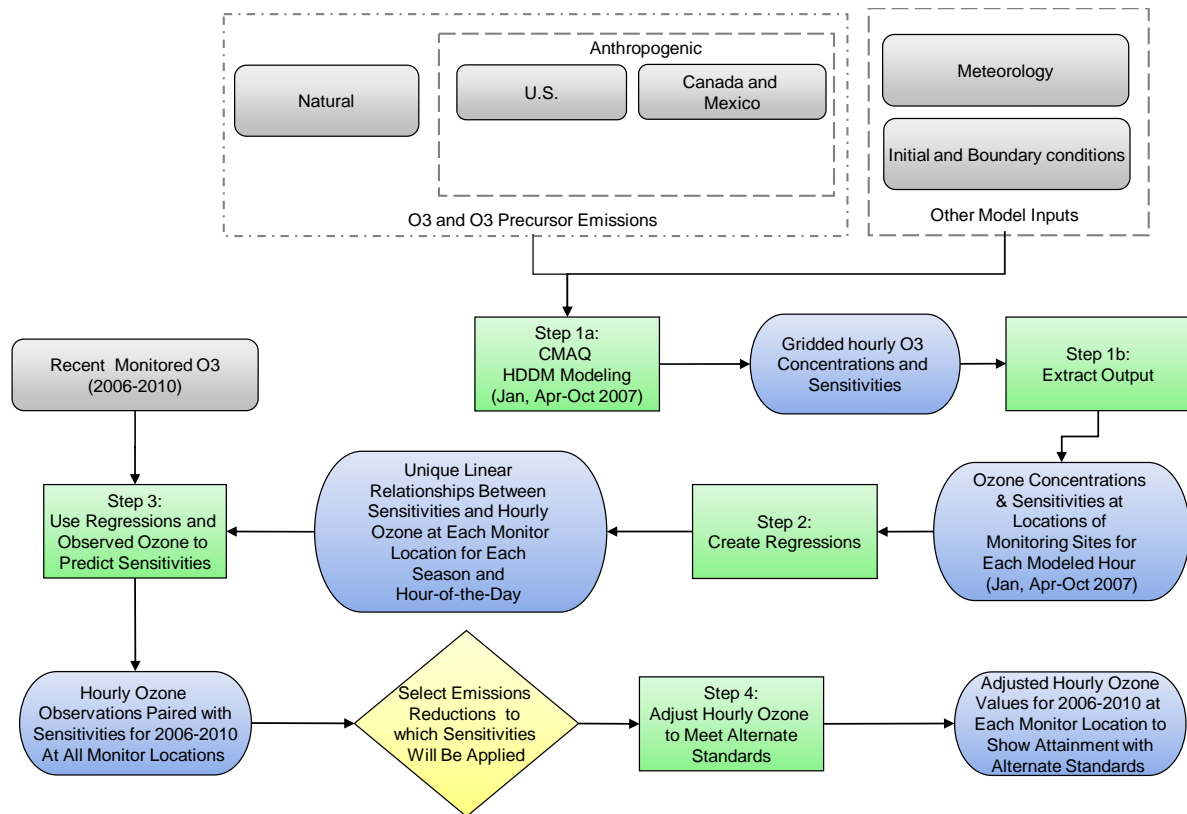 Anthropogenic
Natural
U.S.
Canada and
Mexico
O3 and O3 Precursor Emissions
Meteorology
Initial and Boundary conditions
Other Model Inputs
Step 1a:
CMAQ
HDDM Modeling
(Jan, Apr-Oct 2007)
Gridded hourly O3
Concentrations and
Sensitivities
Step 1b:
Extract Output
Recent Monitored O3
(2006-2010)
Step 3:
Use Regressions and
Observed Ozone to
Predict Sensitivities
Unique Linear
Relationships Between
Sensitivities and Hourly
Ozone at Each Monitor
Location for Each
Season and
Hour-of-the-Day
Step 2:
Create Regressions
Ozone Concentrations
& Sensitivities at
Locations of
Monitoring Sites for
Each Modeled Hour
(Jan, Apr-Oct 2007)
Hourly Ozone
Observations Paired with
Sensitivities for 2006-2010
At All Monitor Locations
Select Emissions
Reductions to
which Sensitivities
Will Be Applied
Step 4:
Adjust Hourly Ozone
to Meet Alternate
Standards
Adjusted Hourly Ozone
Values for 2006-2010 at
Each Monitor Location to
Show Attainment with
Alternate Standards